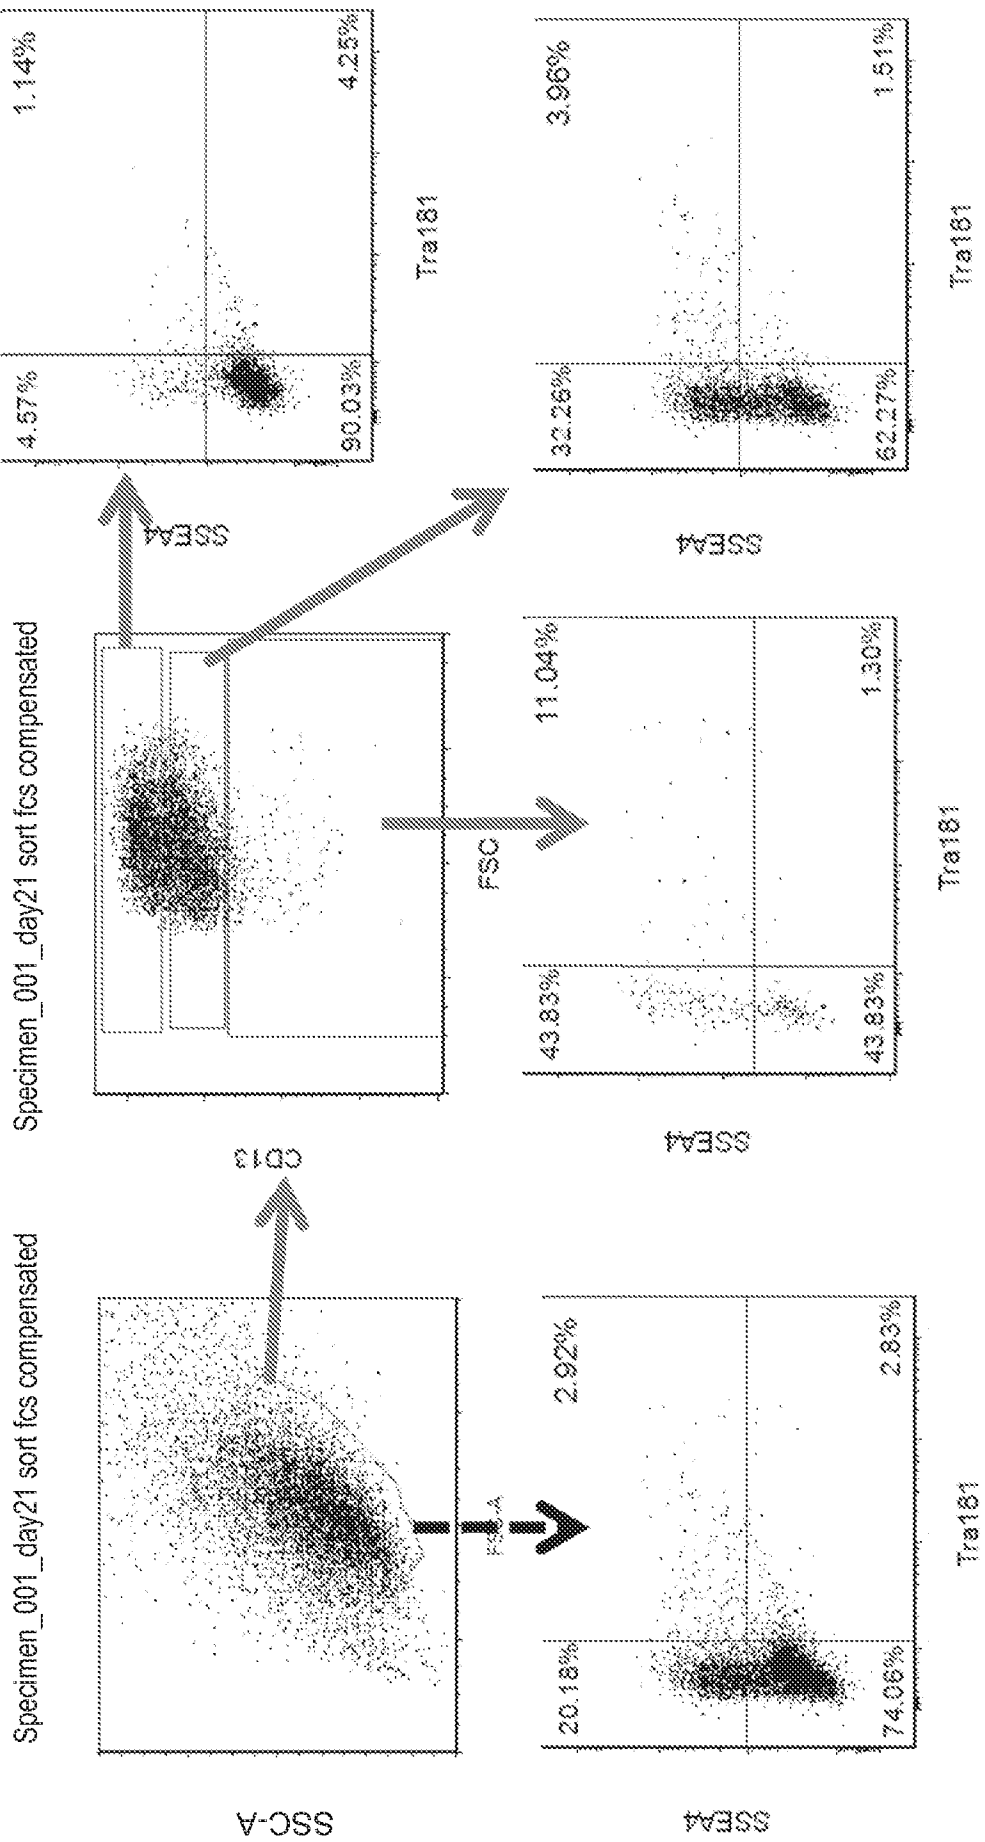 Specimen_001_day21 sort fcs compensated
SSC-A
Specimen_001_day21 sort fcs compensated
CD13
FSC
SSEA4
4.57%
1.14%
90.03%
4.25%
Tra181
SSEA4
20.18%
2.92%
74.06%
2.83%
Tra181
SSEA4
43.83%
11.04%
43.83%
1.30%
Tra181
SSEA4
32.26%
3.96%
62.27%
1.51%
Tra181